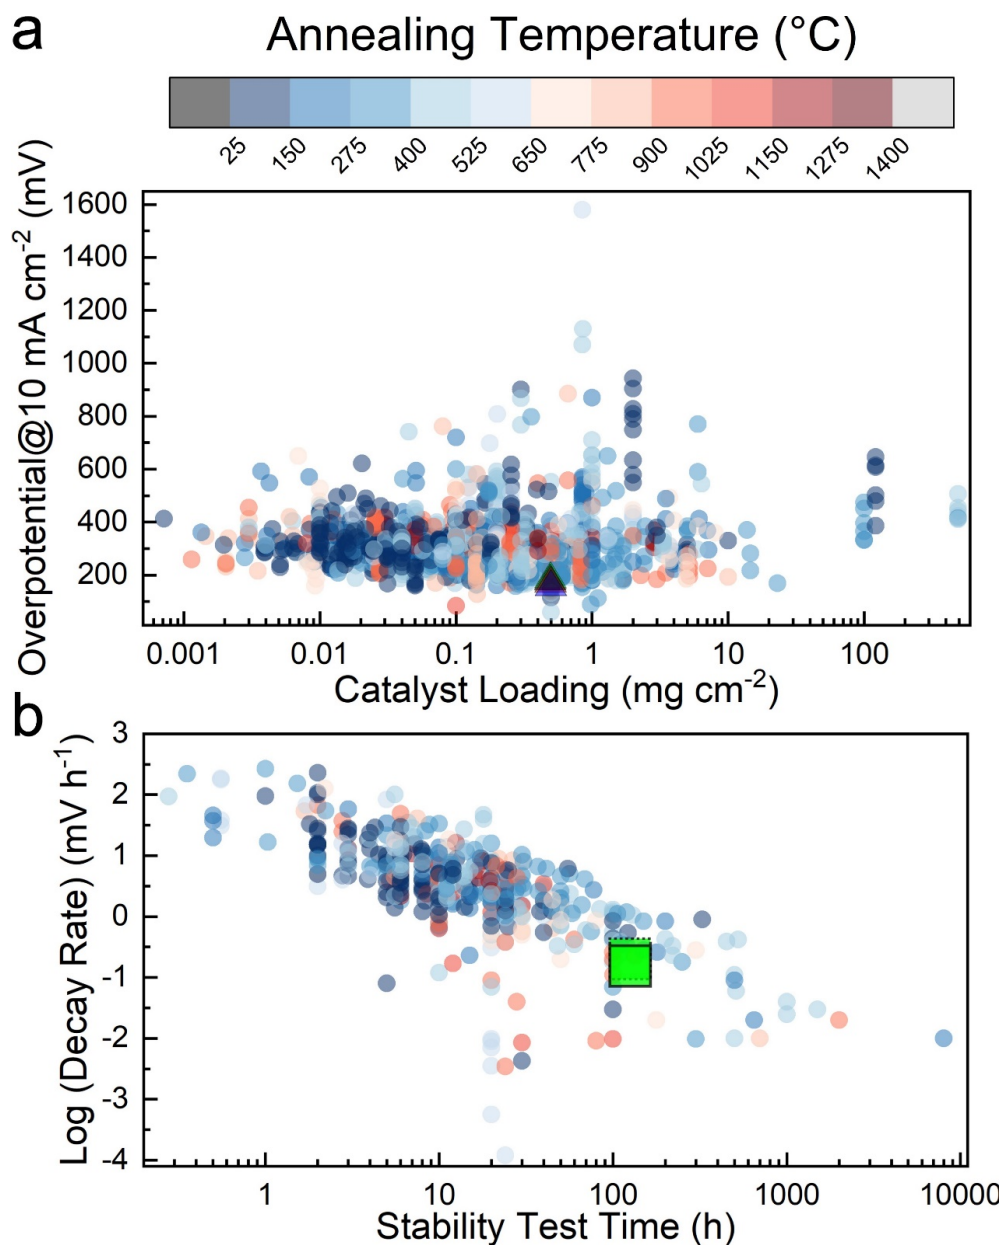 a
Annealing Temperature (°C)
25 150 275 400 525 650 775 900 1025 1150 1275 1400
Overpotential@10 mA cm⁻² (mV)
1600
1400
1200
1000
800
600
400
200
0.001 0.01 0.1 1 10 100
Catalyst Loading (mg cm⁻²)
b
Log (Decay Rate) (mV h⁻¹)
3
2
1
0
-1
-2
-3
-4
1 10 100 1000 10000
Stability Test Time (h)